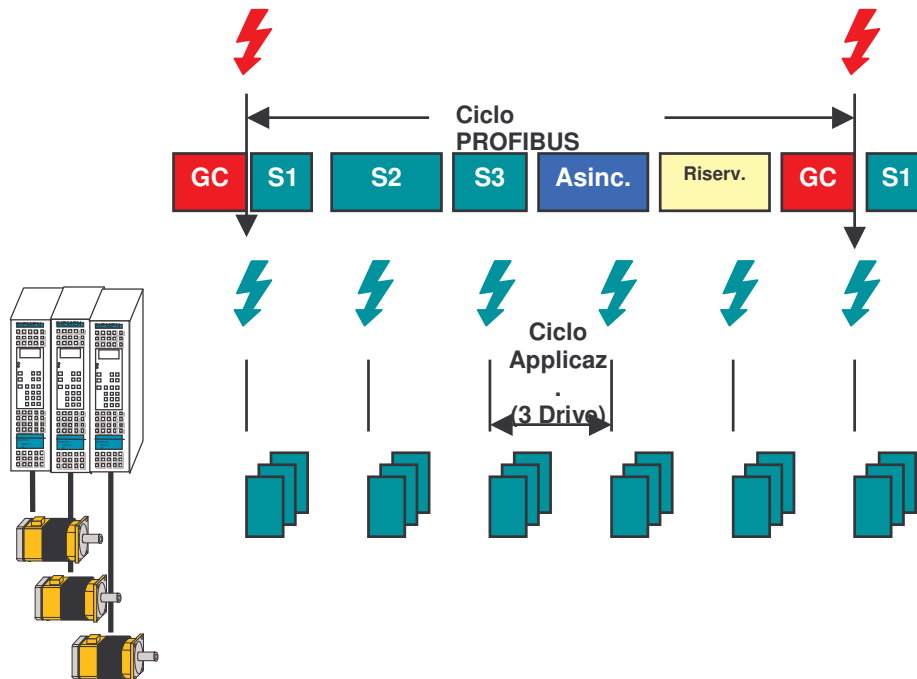 Ciclo
PROFIBUS
GC S1 S2 S3 Asinc. Riserv. GC S1
Ciclo
Applicaz
.
(3 Drive)